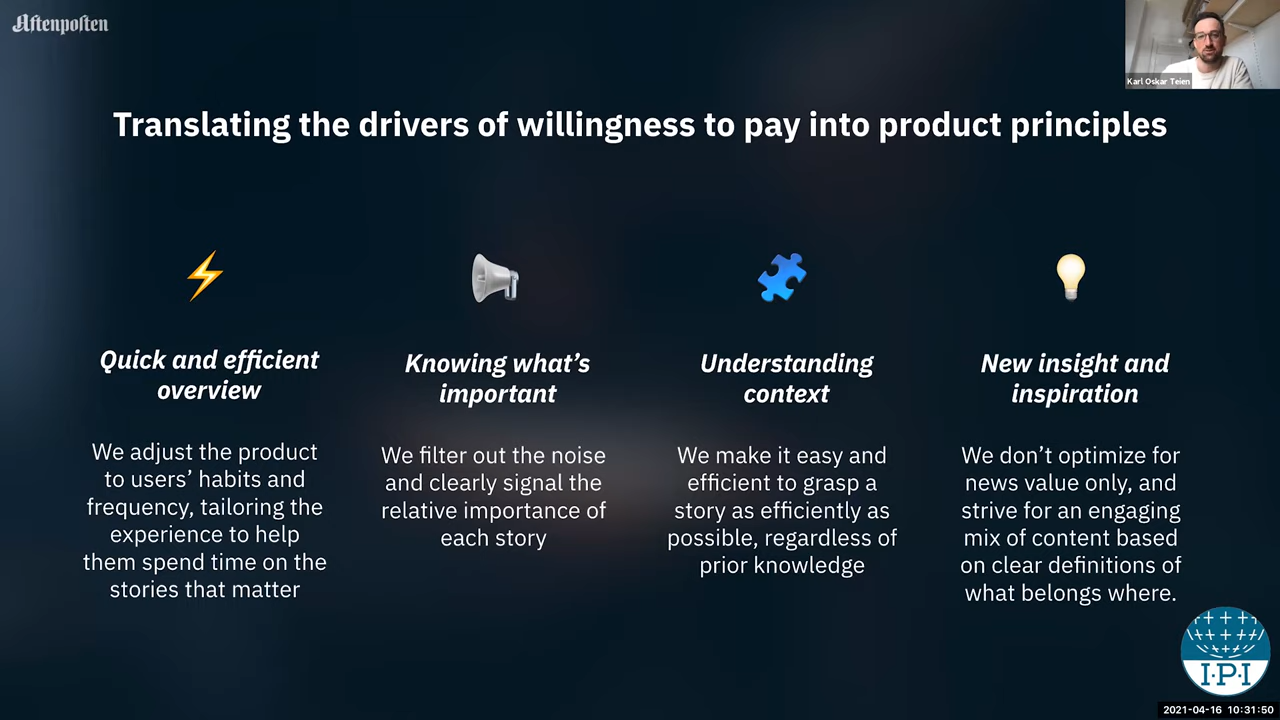 Aftenposten
Karl Oskar Teien
Translating the drivers of willingness to pay into product principles
Quick and efficient
overview
We adjust the product
to users’ habits and
frequency, tailoring the
experience to help
them spend time on the
stories that matter
Knowing what’s
important
We filter out the noise
and clearly signal the
relative importance of
each story
Understanding
context
We make it easy and
efficient to grasp a
story as efficiently as
possible, regardless of
prior knowledge
New insight and
inspiration
We don’t optimize for
news value only, and
strive for an engaging
mix of content based
on clear definitions of
what belongs where.
I·P·I
2021-04-16 10:31:50